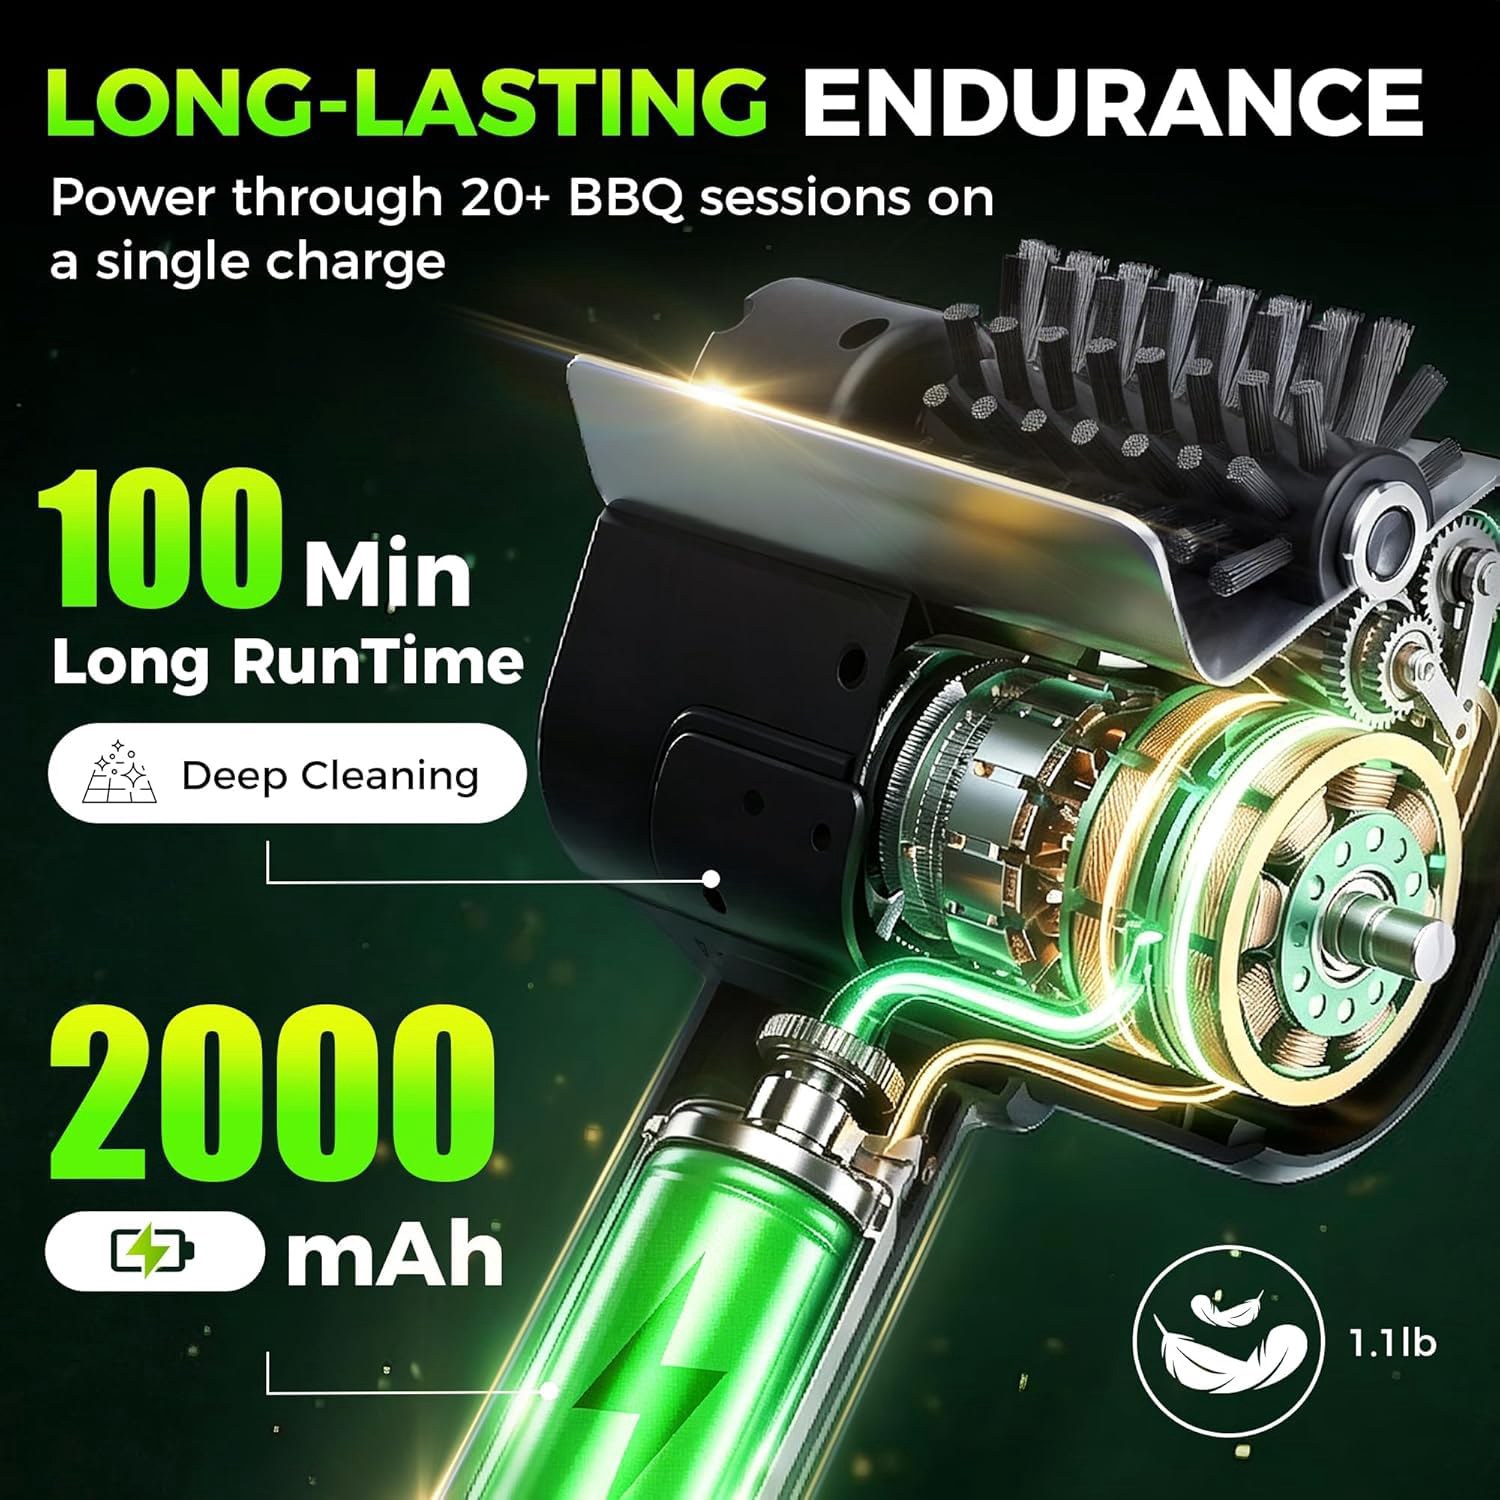 LONG-LASTING ENDURANCE
Power through 20+ BBQ sessions on
a single charge
100 Min
Long RunTime
Deep Cleaning
2000
mAh
1.1lb